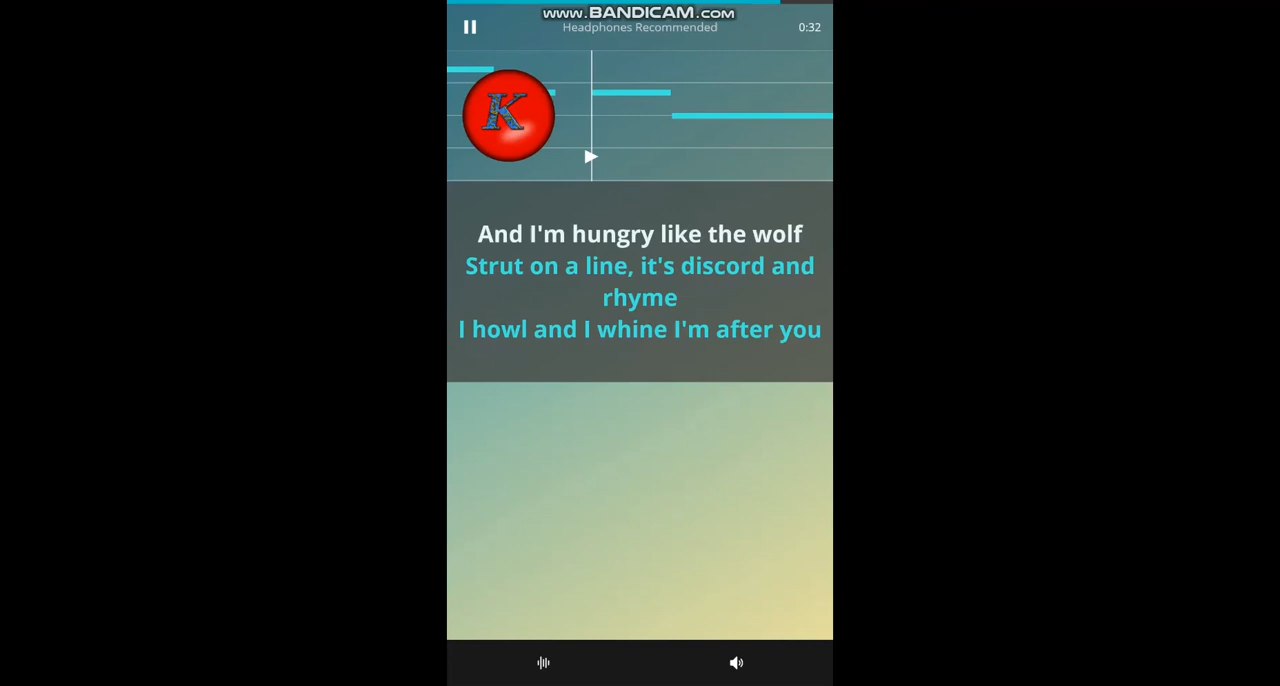 www.BANDICAM.com
Headphones Recommended
0:32
K
And I'm hungry like the wolf
Strut on a line, it's discord and
rhyme
I howl and I whine I'm after you